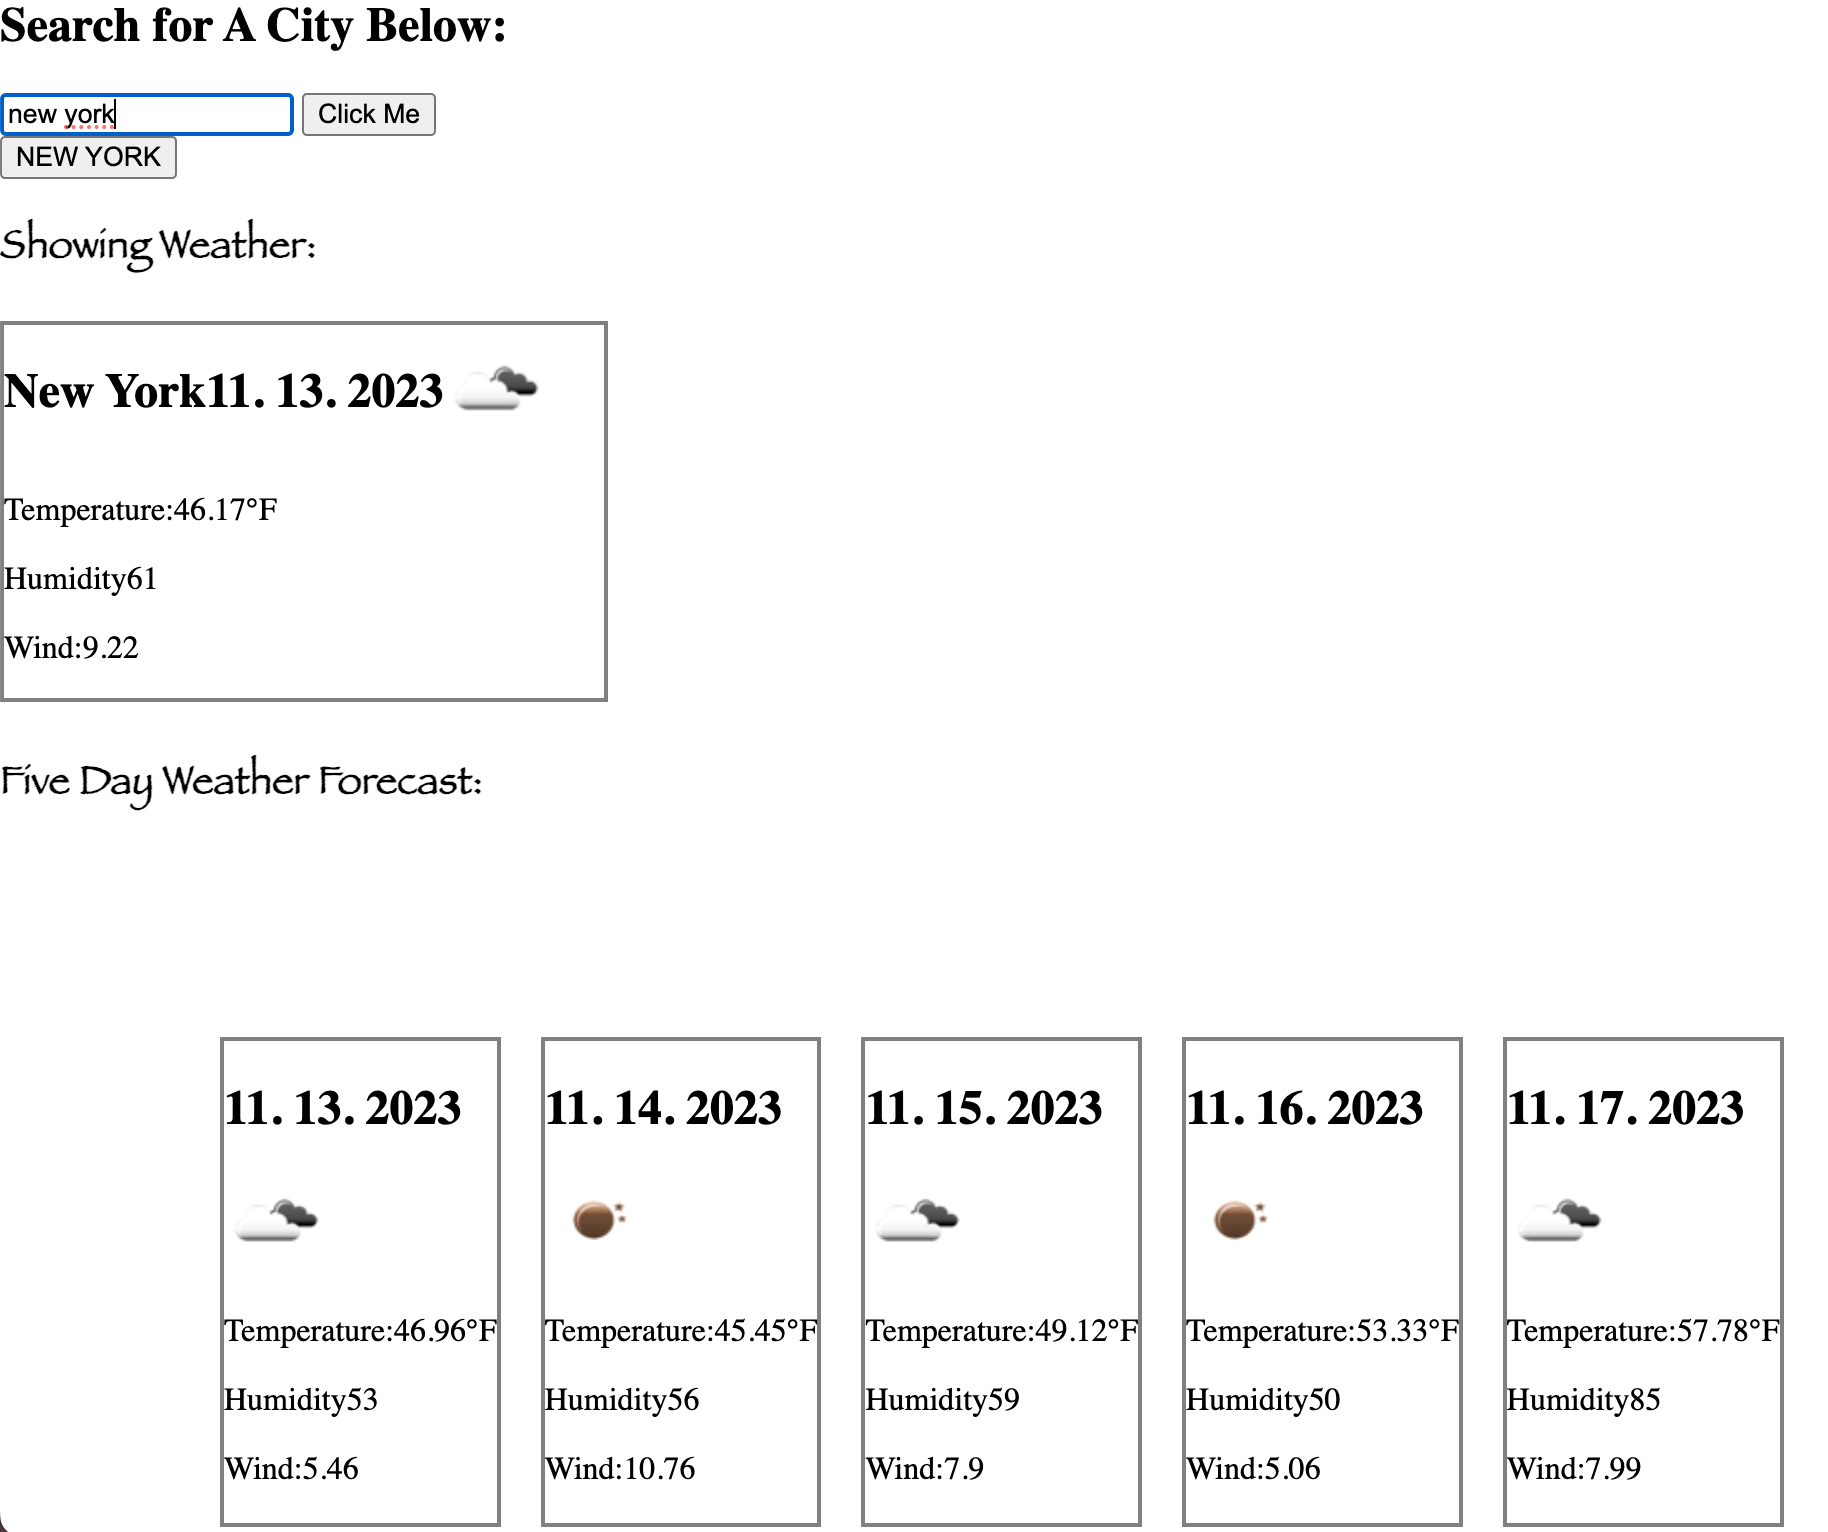 Search for A City Below:
new york Click Me
NEW YORK
Showing Weather:
New York11. 13. 2023
Temperature:46.17°F
Humidity61
Wind:9.22
Five Day Weather Forecast:
11. 13. 2023
Temperature:46.96°F
Humidity53
Wind:5.46
11. 14. 2023
Temperature:45.45°F
Humidity56
Wind:10.76
11. 15. 2023
Temperature:49.12°F
Humidity59
Wind:7.9
11. 16. 2023
Temperature:53.33°F
Humidity50
Wind:5.06
11. 17. 2023
Temperature:57.78°F
Humidity85
Wind:7.99